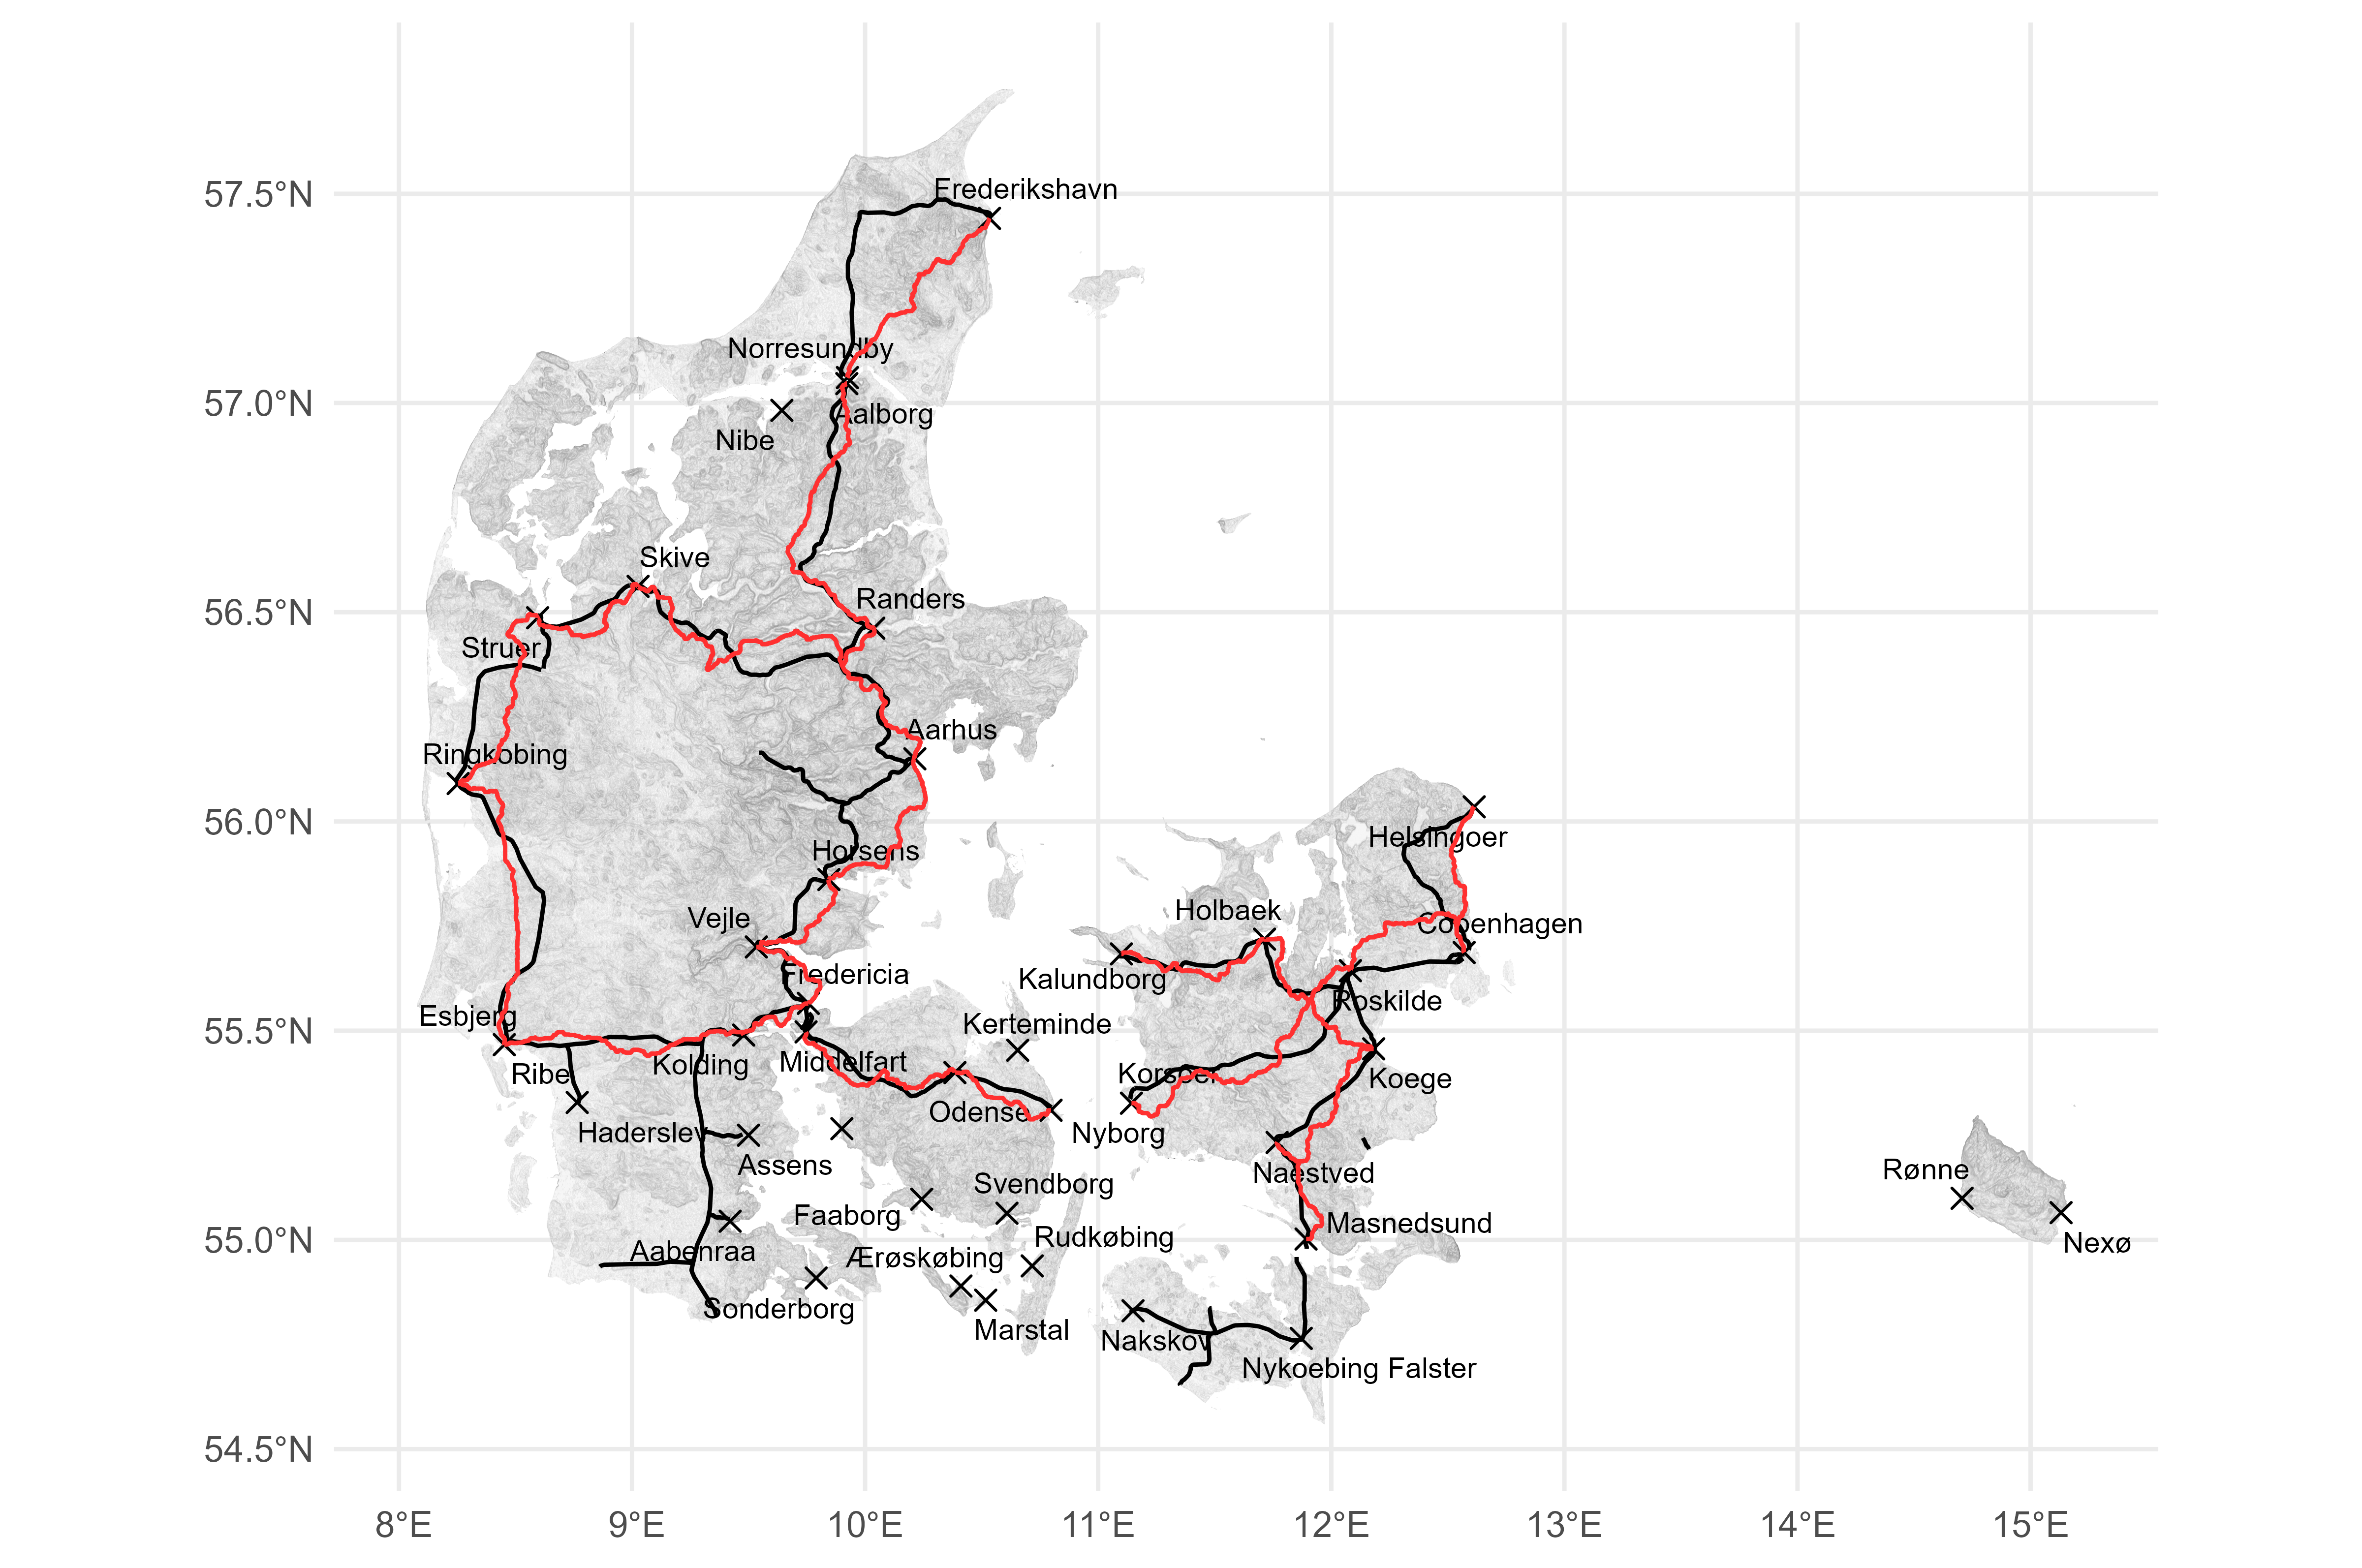 57.5°N
57.0°N
56.5°N
56.0°N
55.5°N
55.0°N
54.5°N
Frederikshavn
Norresundby
Aalborg
Nibe
Skive
Randers
Struer
Aarhus
Ringkobing
Helsingoer
Horsens
Holbaek
Vejle
Copenhagen
Fredericia
Kalundborg
Roskilde
Esbjerg
Kerteminde
Ribe
Kolding
Middelfart
Korsoer
Koege
Odense
Haderslev
Nyborg
Assens
Naestved
Rønne
Svendborg
Faaborg
Masnedsund
Rudkøbing
Nexø
Aabenraa
Ærøskøbing
Sonderborg
Marstal
Nakskov
Nykoebing Falster
8°E 9°E 10°E 11°E 12°E 13°E 14°E 15°E